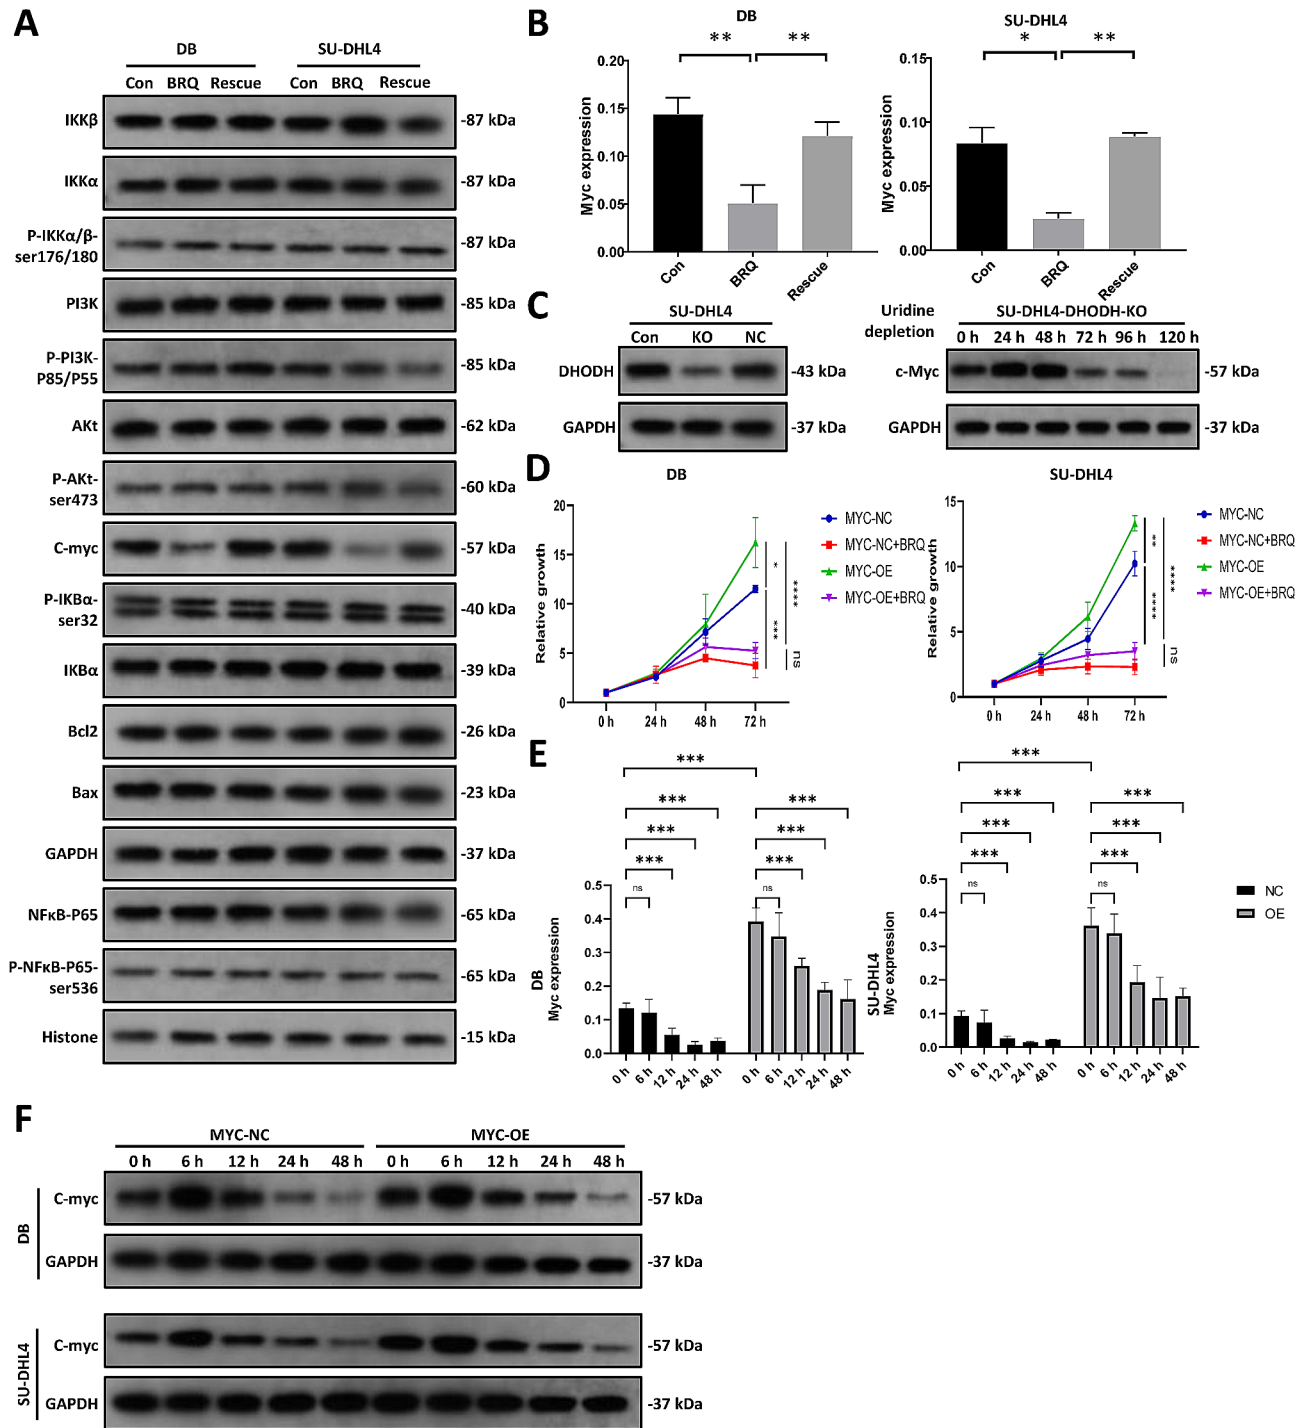 A
DB SU-DHL4
Con BRQ Rescue Con BRQ Rescue
IKKβ -87 kDa
IKKα -87 kDa
P-IKKα/β-
ser176/180
-87 kDa
PI3K -85 kDa
P-PI3K-
P85/P55
-85 kDa
AKt -62 kDa
P-AKt-
ser473
-60 kDa
C-myc -57 kDa
P-IKBα-
ser32
-40 kDa
IKBα -39 kDa
Bcl2 -26 kDa
Bax -23 kDa
GAPDH -37 kDa
NFκB-P65 -65 kDa
P-NFκB-P65-
ser536
-65 kDa
Histone -15 kDa
B
DB
** **
Myc expression
0.20
0.15
0.10
0.05
0.00
Con BRQ Rescue
SU-DHL4
* **
Myc expression
0.15
0.10
0.05
0.00
Con BRQ Rescue
C
SU-DHL4
Con KO NC
DHODH -43 kDa
GAPDH -37 kDa
Uridine
depletion
SU-DHL4-DHODH-KO
0 h 24 h 48 h 72 h 96 h 120 h
c-Myc -57 kDa
GAPDH -37 kDa
D
DB
Relative growth
20
15
10
5
0
0 h 24 h 48 h 72 h
* *** **** ns
MYC-NC
MYC-NC+BRQ
MYC-OE
MYC-OE+BRQ
SU-DHL4
Relative growth
15
10
5
0
0 h 24 h 48 h 72 h
** **** **** ns
MYC-NC
MYC-NC+BRQ
MYC-OE
MYC-OE+BRQ
E
***
*** ***
*** ***
*** ***
ns ns
DB
Myc expression
0.5
0.4
0.3
0.2
0.1
0.0
0 h 6 h 12 h 24 h 48 h 0 h 6 h 12 h 24 h 48 h
***
*** ***
*** ***
*** ***
ns ns
SU-DHL4
Myc expression
0.5
0.4
0.3
0.2
0.1
0.0
0 h 6 h 12 h 24 h 48 h 0 h 6 h 12 h 24 h 48 h
NC
OE
F
MYC-NC MYC-OE
0 h 6 h 12 h 24 h 48 h 0 h 6 h 12 h 24 h 48 h
DB
C-myc -57 kDa
GAPDH -37 kDa
SU-DHL4
C-myc -57 kDa
GAPDH -37 kDa